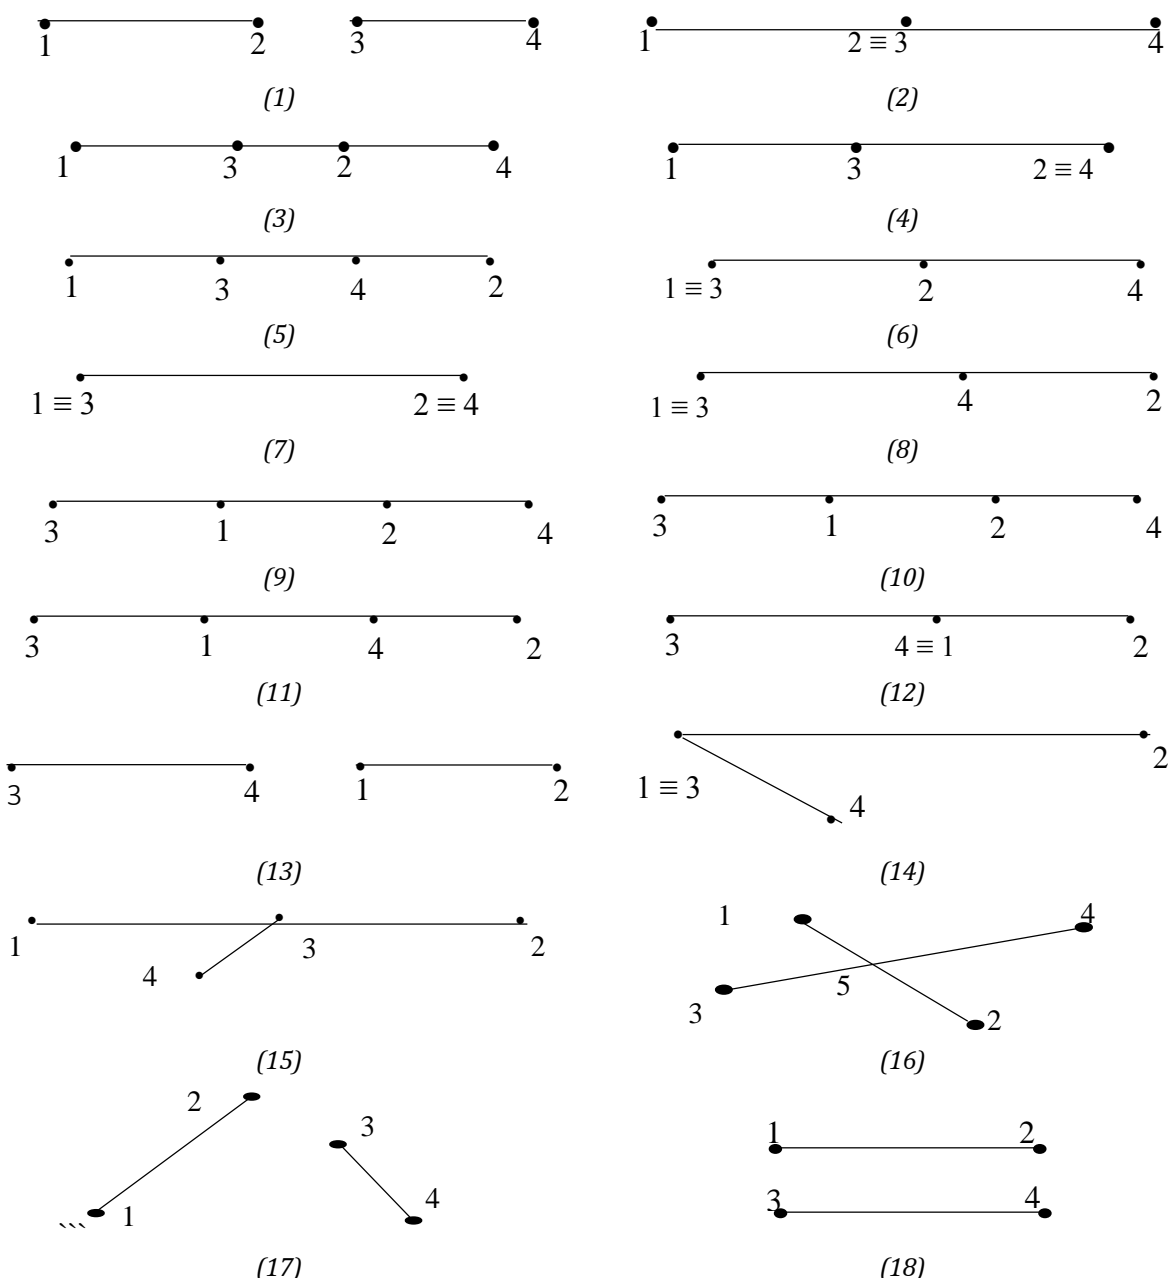 1 2 3 4 1 2 ≡ 3 4
(1) (2)
1 3 2 4 1 3 2 ≡ 4
(3) (4)
1 3 4 2 1 ≡ 3 2 4
(5) (6)
1 ≡ 3 2 ≡ 4 1 ≡ 3 4 2
(7) (8)
3 1 2 4 3 1 2 4
(9) (10)
3 1 4 2 3 4 ≡ 1 2
(11) (12)
3 4 1 2 1 ≡ 3 2
4
(13) (14)
1 3 2 1 4
4 3 5 2
(15) (16)
2 3 1 2
``` 1 4 3 4
(17) (18)